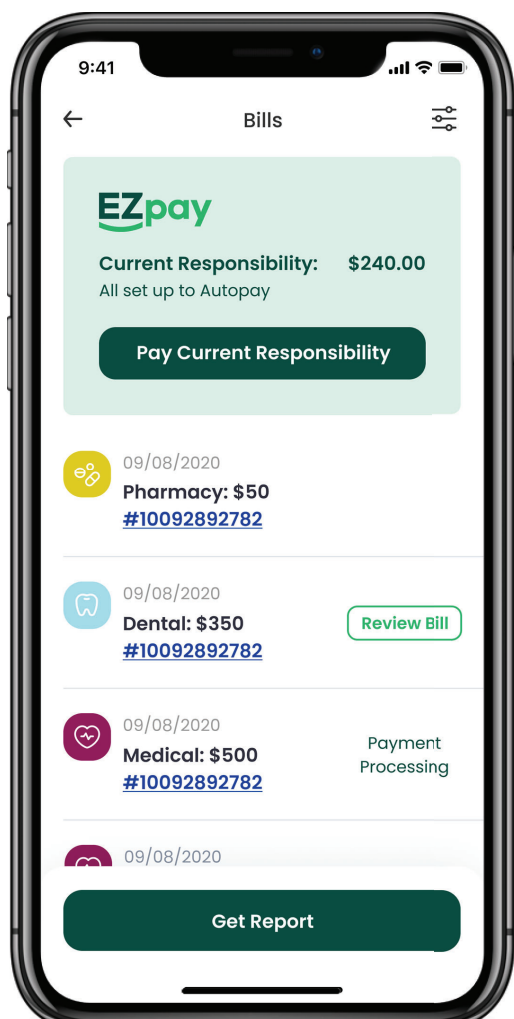 9:41
Bills
EZpay
Current Responsibility: $240.00
All set up to Autopay
Pay Current Responsibility
09/08/2020
Pharmacy: $50
#10092892782
09/08/2020
Dental: $350
#10092892782
Review Bill
09/08/2020
Medical: $500
#10092892782
Payment
Processing
09/08/2020
Get Report